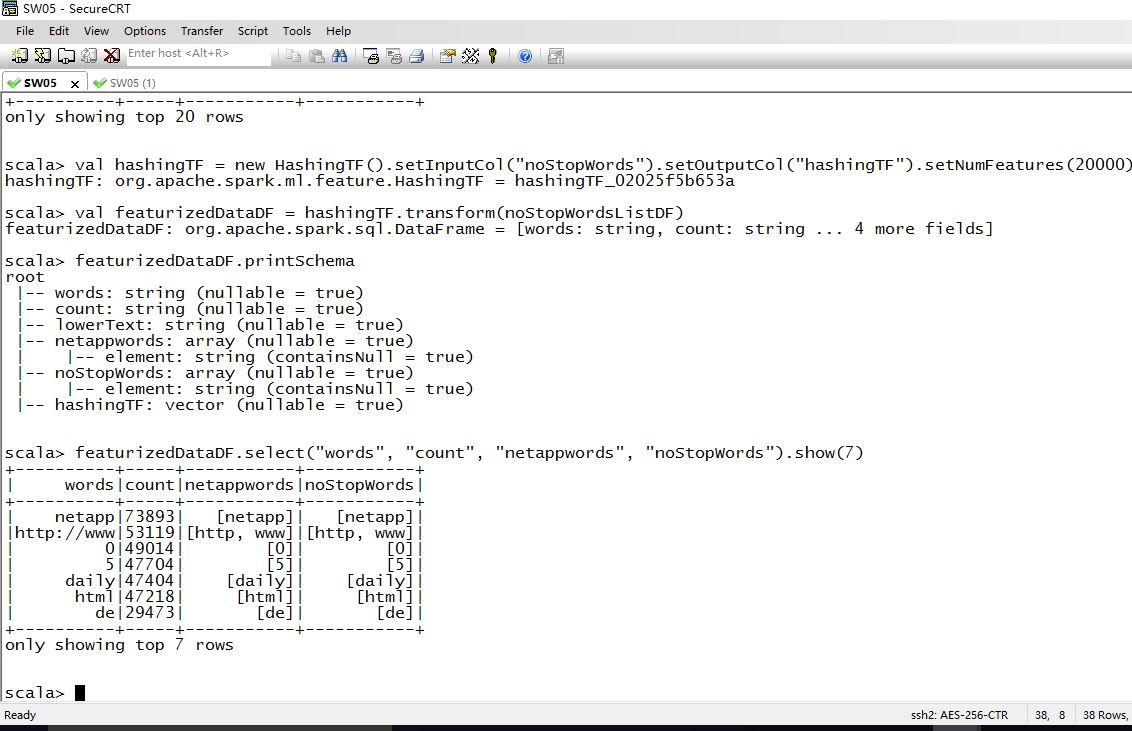 SW05 - SecureCRT
File Edit View Options Transfer Script Tools Help
Enter host <Alt+R>
SW05 x SW05 (1)
+----------+-----+-----------+-----------+
only showing top 20 rows
scala> val hashingTF = new HashingTF().setInputCol("noStopWords").setOutputCol("hashingTF").setNumFeatures(20000)
hashingTF: org.apache.spark.ml.feature.HashingTF = hashingTF_02025f5b653a
scala> val featurizedDataDF = hashingTF.transform(noStopWordsListDF)
featurizedDataDF: org.apache.spark.sql.DataFrame = [words: string, count: string ... 4 more fields]
scala> featurizedDataDF.printSchema
root
 |-- words: string (nullable = true)
 |-- count: string (nullable = true)
 |-- lowerText: string (nullable = true)
 |-- netappwords: array (nullable = true)
 |    |-- element: string (containsNull = true)
 |-- noStopWords: array (nullable = true)
 |    |-- element: string (containsNull = true)
 |-- hashingTF: vector (nullable = true)
scala> featurizedDataDF.select("words", "count", "netappwords", "noStopWords").show(7)
+----------+-----+-----------+-----------+
|     words|count|netappwords|noStopWords|
+----------+-----+-----------+-----------+
|    netapp|73893|   [netapp]|   [netapp]|
|http://www|53119|[http, www]|[http, www]|
|         0|49014|        [0]|        [0]|
|         5|47704|        [5]|        [5]|
|     daily|47404|    [daily]|    [daily]|
|      html|47218|     [html]|     [html]|
|        de|29473|       [de]|       [de]|
+----------+-----+-----------+-----------+
only showing top 7 rows
scala>
Ready ssh2: AES-256-CTR 38, 8 38 Rows,